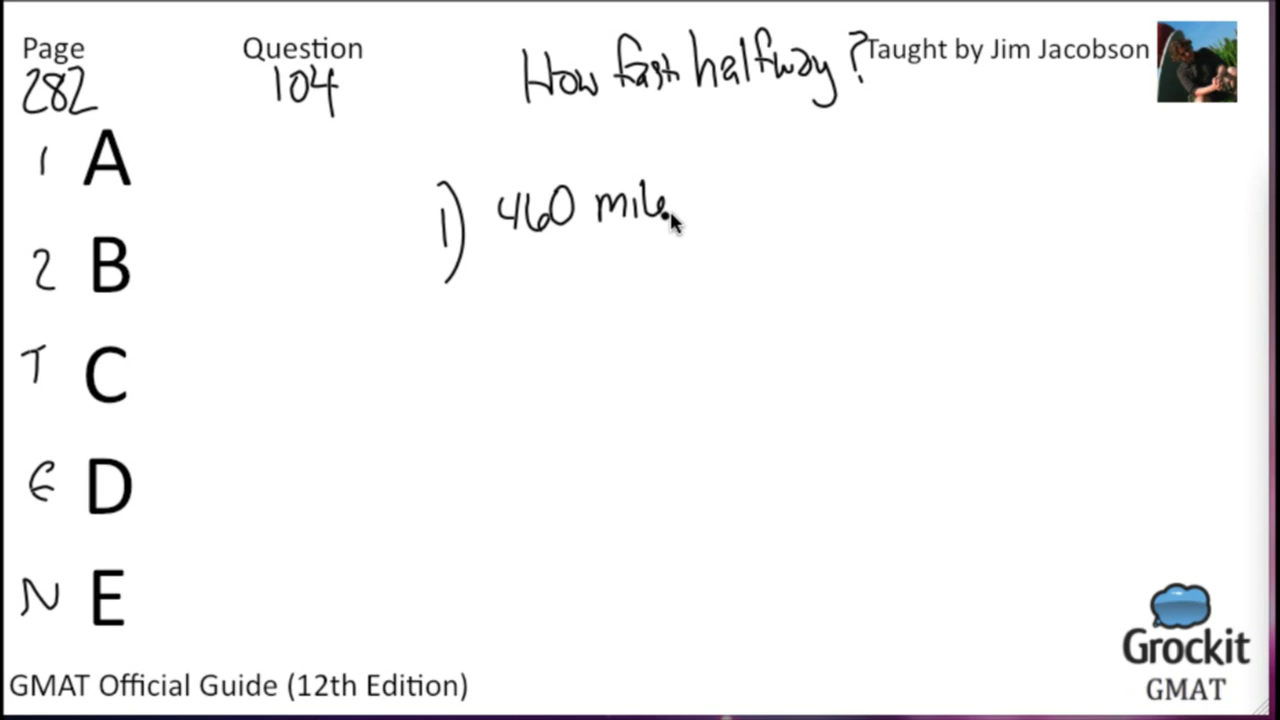 Page Question How fast halfway? Taught by Jim Jacobson
282 104
1 A
1) 460 mile
2 B
T C
E D
N E
Grockit
GMAT
GMAT Official Guide (12th Edition)